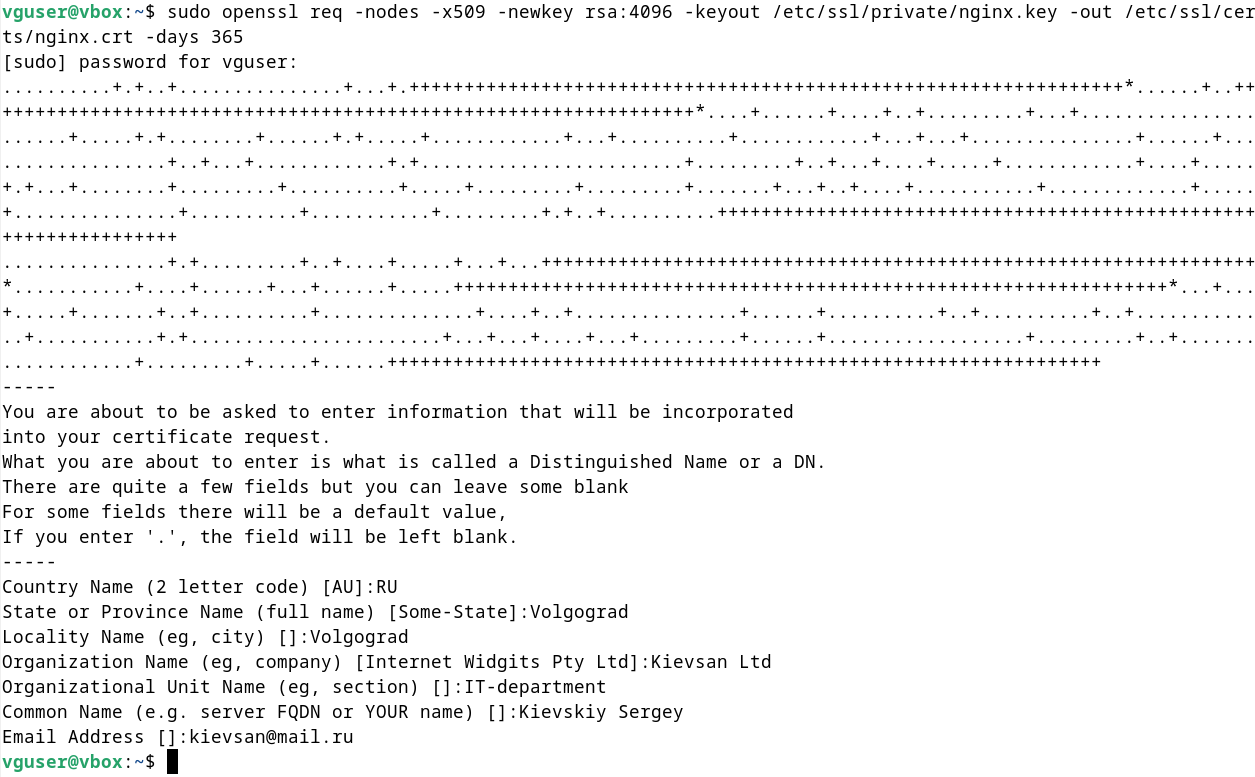 vguser@vbox:~$ sudo openssl req -nodes -x509 -newkey rsa:4096 -keyout /etc/ssl/private/nginx.key -out /etc/ssl/cer
ts/nginx.crt -days 365
[sudo] password for vguser:
..........+.+..+...............+...+.+++++++++++++++++++++++++++++++++++++++++++++++++++++++++++++++++*......+..++
+++++++++++++++++++++++++++++++++++++++++++++++++++++++++++++++*....+......+....+..+.........+...+................
......+.....+.+........+......+.+.....+............+...+..........+............+...+...+...............+......+...
...............+..+...+............+.+........................+.........+..+...+....+.....+............+....+.....
+.+...+........+.........+..........+.....+.........+.........+.......+...+..+....+...........+.............+.....
+...............+..........+...........+.........+.+..+..........+++++++++++++++++++++++++++++++++++++++++++++++++
++++++++++++++++
...............+.+.........+..+....+.....+...+...+++++++++++++++++++++++++++++++++++++++++++++++++++++++++++++++++
*...........+....+......+...+......+.....+++++++++++++++++++++++++++++++++++++++++++++++++++++++++++++++++*...+...
+.....+.......+..+..........+..............+....+..+...............+......+..........+..+..........+..+...........
..+...........+.+.......................+...+...+....+...+.........+......+..................+.........+..+.......
............+.........+.....+......+++++++++++++++++++++++++++++++++++++++++++++++++++++++++++++++++
-----
You are about to be asked to enter information that will be incorporated
into your certificate request.
What you are about to enter is what is called a Distinguished Name or a DN.
There are quite a few fields but you can leave some blank
For some fields there will be a default value,
If you enter '.', the field will be left blank.
-----
Country Name (2 letter code) [AU]:RU
State or Province Name (full name) [Some-State]:Volgograd
Locality Name (eg, city) []:Volgograd
Organization Name (eg, company) [Internet Widgits Pty Ltd]:Kievsan Ltd
Organizational Unit Name (eg, section) []:IT-department
Common Name (e.g. server FQDN or YOUR name) []:Kievskiy Sergey
Email Address []:kievsan@mail.ru
vguser@vbox:~$